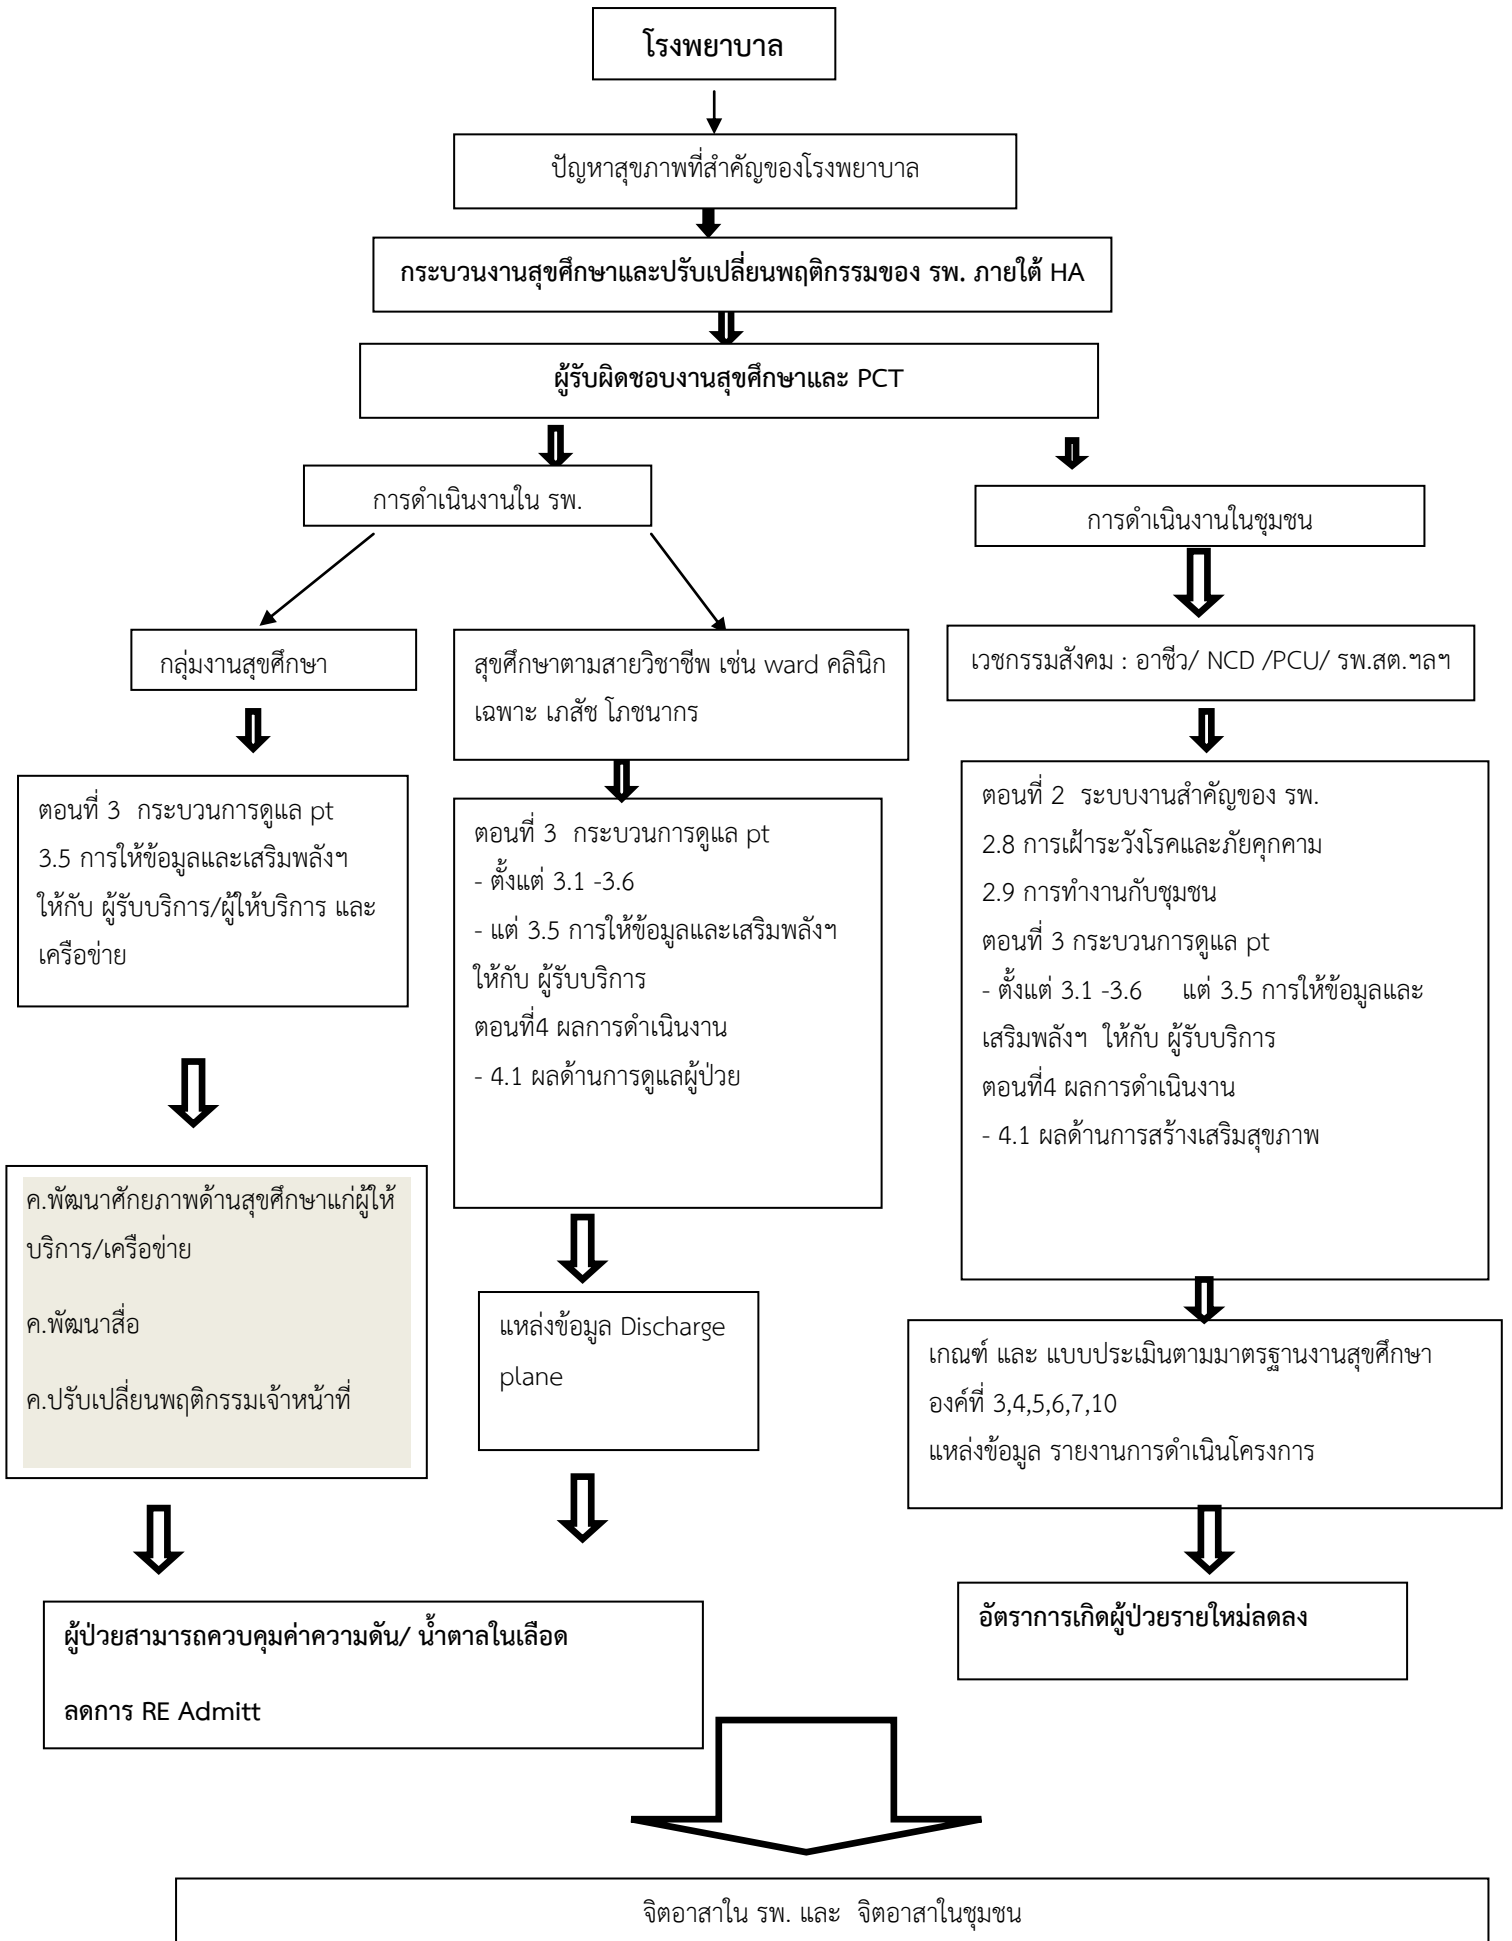 โรงพยาบาล
ปัญหาสุขภาพที่สำคัญของโรงพยาบาล
กระบวนงานสุขศึกษาและปรับเปลี่ยนพฤติกรรมของ รพ. ภายใต้ HA
ผู้รับผิดชอบงานสุขศึกษาและ PCT
การดำเนินงานใน รพ.
การดำเนินงานในชุมชน
กลุ่มงานสุขศึกษา
สุขศึกษาตามสายวิชาชีพ เช่น ward คลินิก
เฉพาะ เภสัช โภชนากร
เวชกรรมสังคม : อาชีว/ NCD /PCU/ รพ.สต.ฯลฯ
ตอนที่ 3 กระบวนการดูแล pt
3.5 การให้ข้อมูลและเสริมพลังฯ
ให้กับ ผู้รับบริการ/ผู้ให้บริการ และ
เครือข่าย
ตอนที่ 3 กระบวนการดูแล pt
- ตั้งแต่ 3.1 -3.6
- แต่ 3.5 การให้ข้อมูลและเสริมพลังฯ
ให้กับ ผู้รับบริการ
ตอนที่4 ผลการดำเนินงาน
- 4.1 ผลด้านการดูแลผู้ป่วย
ตอนที่ 2 ระบบงานสำคัญของ รพ.
2.8 การเฝ้าระวังโรคและภัยคุกคาม
2.9 การทำงานกับชุมชน
ตอนที่ 3 กระบวนการดูแล pt
- ตั้งแต่ 3.1 -3.6 แต่ 3.5 การให้ข้อมูลและ
เสริมพลังฯ ให้กับ ผู้รับบริการ
ตอนที่4 ผลการดำเนินงาน
- 4.1 ผลด้านการสร้างเสริมสุขภาพ
ค.พัฒนาศักยภาพด้านสุขศึกษาแก่ผู้ให้
บริการ/เครือข่าย
ค.พัฒนาสื่อ
ค.ปรับเปลี่ยนพฤติกรรมเจ้าหน้าที่
แหล่งข้อมูล Discharge
plane
เกณฑ์ และ แบบประเมินตามมาตรฐานงานสุขศึกษา
องค์ที่ 3,4,5,6,7,10
แหล่งข้อมูล รายงานการดำเนินโครงการ
ผู้ป่วยสามารถควบคุมค่าความดัน/ น้ำตาลในเลือด
ลดการ RE Admitt
อัตราการเกิดผู้ป่วยรายใหม่ลดลง
จิตอาสาใน รพ. และ จิตอาสาในชุมชน